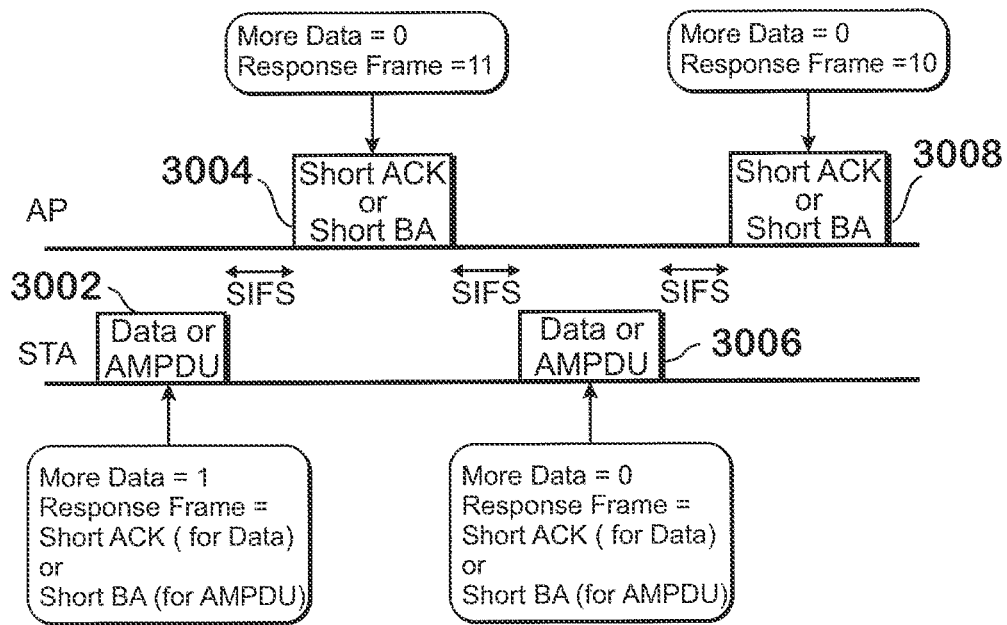 More Data = 0
Response Frame =11
More Data = 0
Response Frame =10
3004
Short ACK
or
Short BA
Short ACK
or
Short BA
3008
AP
SIFS
SIFS
SIFS
3002
Data or
AMPDU
Data or
AMPDU
3006
STA
More Data = 1
Response Frame =
Short ACK ( for Data)
or
Short BA (for AMPDU)
More Data = 0
Response Frame =
Short ACK ( for Data)
or
Short BA (for AMPDU)